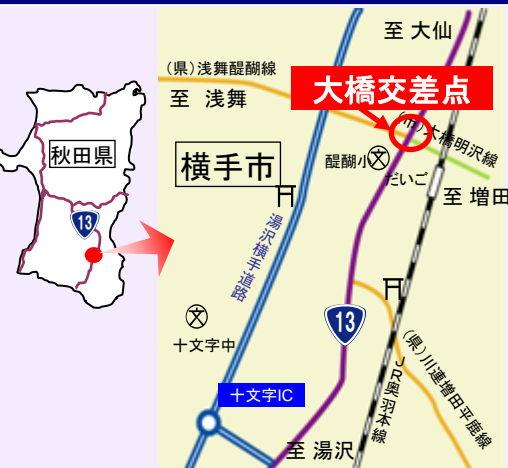 至 大仙
(県)浅舞醍醐線
至 浅舞
大橋交差点
(市)大橋明沢線
秋田県
横手市
醍醐小
文
だいご
至 増田
13
湯沢横手道路
文
十文字中
13
(県)川連増田平鹿線
JR奥羽本線
十文字IC
至 湯沢